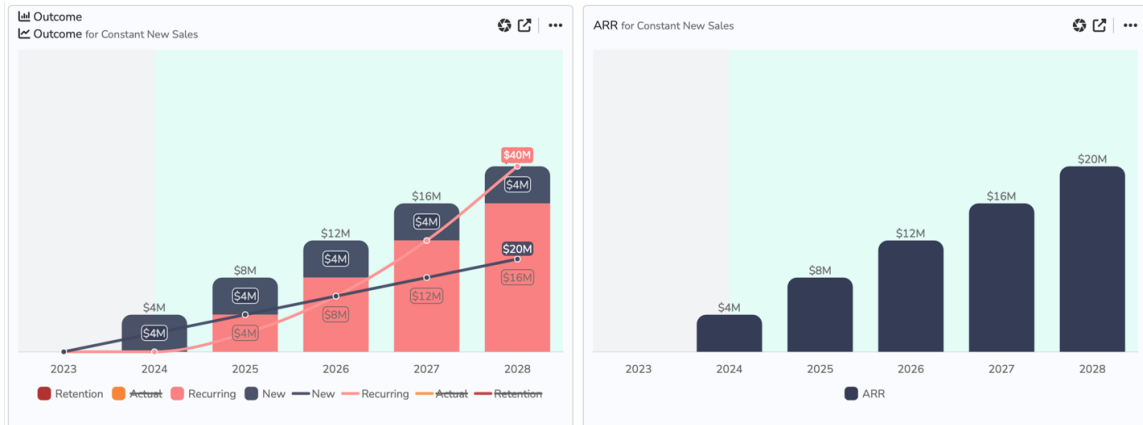 Outcome
Outcome for Constant New Sales
$40M
$4M
$16M
$4M
$12M
$20M
$4M
$8M
$16M
$4M
$12M
$4M
$8M
$4M
$4M
2023 2024 2025 2026 2027 2028
Retention Actual Recurring New New Recurring Actual Retention
ARR for Constant New Sales
$20M
$16M
$12M
$8M
$4M
2023 2024 2025 2026 2027 2028
ARR